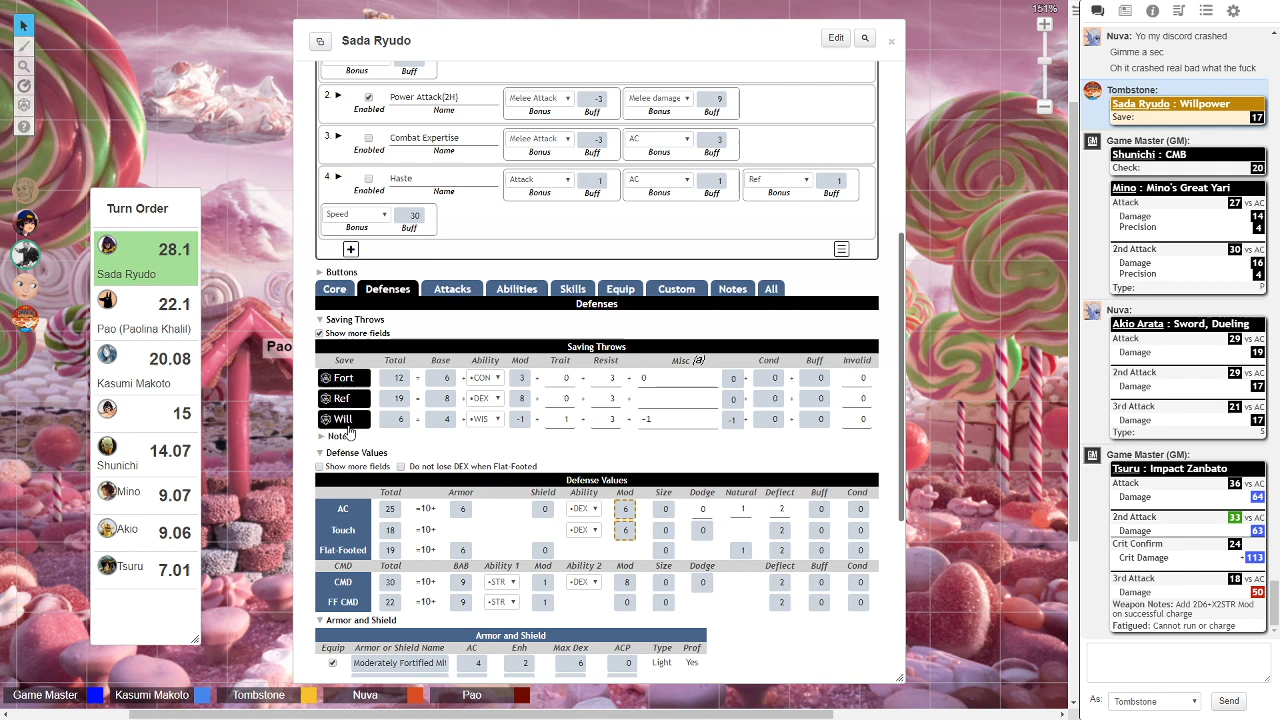 151%
Sada Ryudo
Edit
Bonus Buff
2. Power Attack(2H) Melee Attack -3 Melee damage 9
Enabled Name Bonus Buff Bonus Buff
3. Combat Expertise Melee Attack -3 AC 3
Enabled Name Bonus Buff Bonus Buff
4. Haste Attack 1 AC 1 Ref 1
Enabled Name Bonus Buff Bonus Buff Bonus Buff
Speed 30
Bonus Buff
+
Buttons
Core Defenses Attacks Abilities Skills Equip Custom Notes All
Defenses
Saving Throws
Show more fields
Saving Throws
Save Total Base Ability Mod Trait Resist Misc (a) Cond Buff Invalid
Fort 12 = 6 + •CON 3 + 0 + 3 + 0 0 + 0 + 0 0
Ref 19 = 8 + •DEX 8 + 0 + 3 + 0 + 0 + 0 0
Will 6 = 4 + •WIS -1 + 1 + 3 + -1 -1 + 0 + 0 0
Note
Defense Values
Show more fields Do not lose DEX when Flat-Footed
Defense Values
Total Armor Shield Ability Mod Size Dodge Natural Deflect Buff Cond
AC 25 =10+ 6 0 •DEX 6 0 0 1 2 0 0
Touch 18 =10+ •DEX 6 0 0 2 0 0
Flat-Footed 19 =10+ 6 0 0 1 2 0 0
CMD Total BAB Ability 1 Mod Ability 2 Mod Size Dodge Deflect Buff Cond
CMD 30 =10+ 9 •STR 1 •DEX 8 0 0 2 0 0
FF CMD 22 =10+ 9 •STR 1 0 0 2 0 0
Armor and Shield
Armor and Shield
Equip Armor or Shield Name AC Enh Max Dex ACP Type Prof
Moderately Fortified Mit 4 2 6 0 Light Yes
Turn Order
28.1
Sada Ryudo
22.1
Pao (Paolina Khalil)
20.08
Kasumi Makoto
15
14.07
Shunichi
Mino 9.07
Akio 9.06
Tsuru 7.01
Pao
Game Master Kasumi Makoto Tombstone Nuva Pao
Nuva: Yo my discord crashed
Gimme a sec
Oh it crashed real bad what the fuck
Tombstone:
Sada Ryudo : Willpower
Save: 17
GM Game Master (GM):
Shunichi : CMB
Check: 20
Mino : Mino's Great Yari
Attack 27 vs AC
Damage 14
Precision 4
2nd Attack 30 vs AC
Damage 16
Precision 4
Type: P
Nuva:
Akio Arata : Sword, Dueling
Attack 29 vs AC
Damage 19
2nd Attack 29 vs AC
Damage 17
3rd Attack 21 vs AC
Damage 17
Type: S
GM Game Master (GM):
Tsuru : Impact Zanbato
Attack 36 vs AC
Damage 64
2nd Attack 33 vs AC
Damage 63
Crit Confirm 24
Crit Damage +113
3rd Attack 18 vs AC
Damage 50
Weapon Notes: Add 2D6+X2STR Mod
on successful charge
Fatigued: Cannot run or charge
As: Tombstone Send